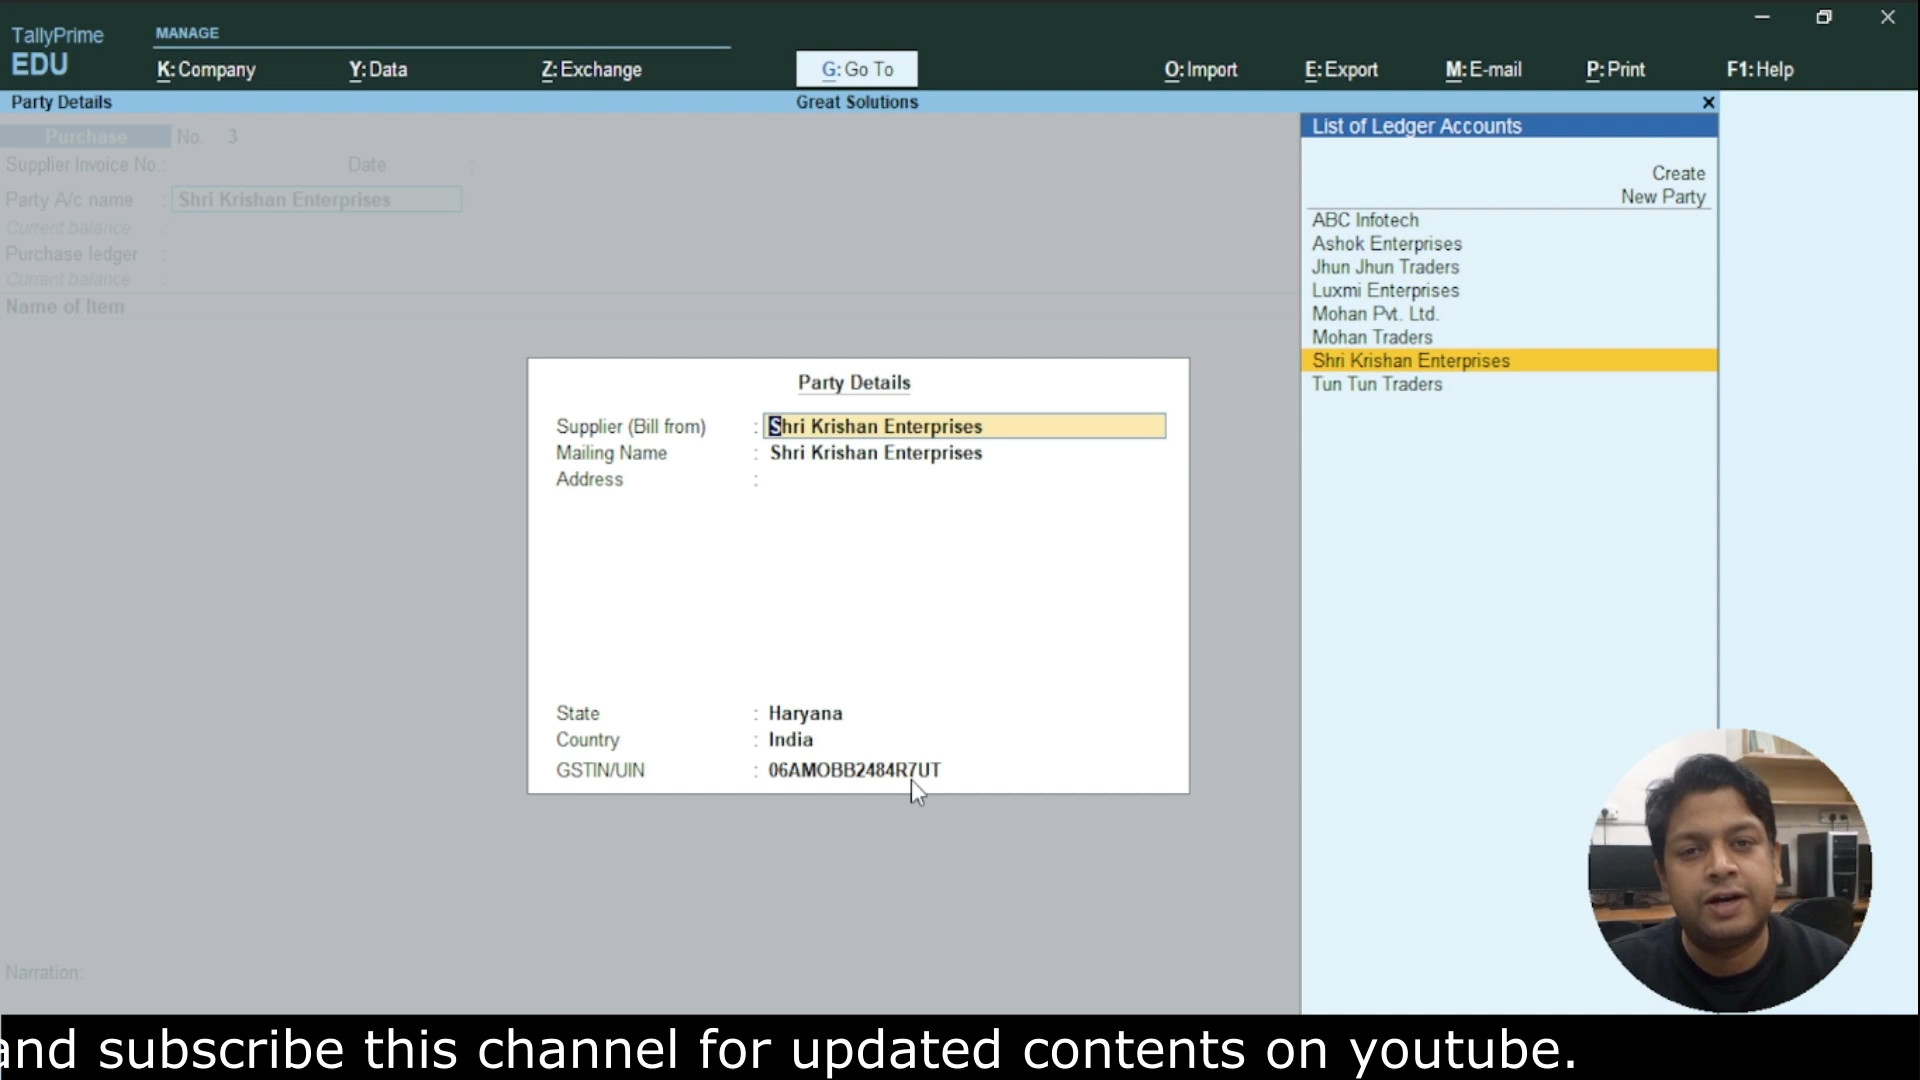 TallyPrime
EDU
MANAGE
K:Company
Y:Data
Z:Exchange
G:Go To
O:Import
E:Export
M:E-mail
P:Print
F1:Help
Party Details
Great Solutions
Purchase No. 3
Supplier Invoice No.: Date :
Party A/c name : Shri Krishan Enterprises
Current balance :
Purchase ledger :
Current balance :
Name of Item
Party Details
Supplier (Bill from) : Shri Krishan Enterprises
Mailing Name : Shri Krishan Enterprises
Address :
State : Haryana
Country : India
GSTIN/UIN : 06AMOBB2484R7UT
Narration:
List of Ledger Accounts
Create
New Party
ABC Infotech
Ashok Enterprises
Jhun Jhun Traders
Luxmi Enterprises
Mohan Pvt. Ltd.
Mohan Traders
Shri Krishan Enterprises
Tun Tun Traders
and subscribe this channel for updated contents on youtube.